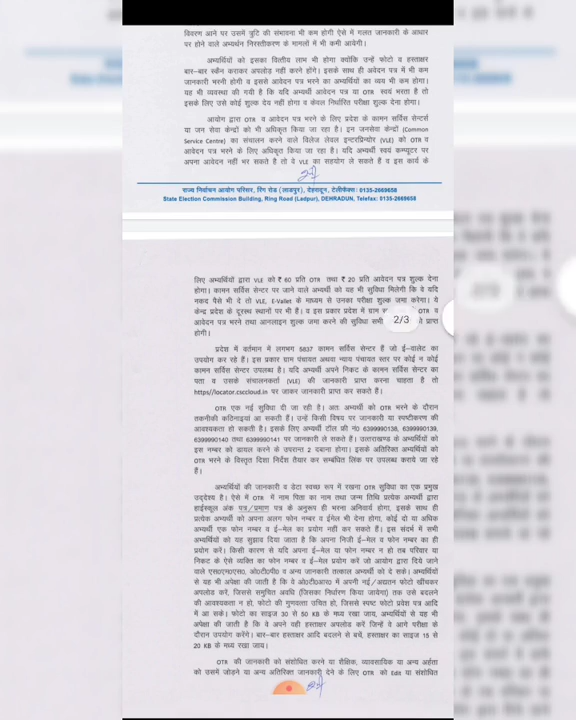 विवरण आने पर उसमें त्रुटि की संभावना भी कम होगी ऐसे में गलत जानकारी के आधार
पर होने वाले अभ्यर्थन निरस्तीकरण के मामलों में भी कमी आयेगी।
अभ्यर्थियों को इसका वित्तीय लाभ भी होगा क्योंकि उन्हें फोटो व हस्ताक्षर
बार–बार स्कैन कराकर अपलोड़ नहीं करने होंगे। इसके साथ ही अवेदन पत्र में भी कम
जानकारी भरनी होगी व इससे आवेदन पत्र भरने का अभ्यर्थियों का व्यय भी कम होगा।
यह भी व्यवस्था की गयी है कि यदि अभ्यर्थी आवेदन पत्र या OTR स्वयं भरता है तो
इसके लिए उसे कोई शुल्क देय नहीं होगा व केवल निर्धारित परीक्षा शुल्क देना होगा।
आयोग द्वारा OTR व आवेदन पत्र भरने के लिए प्रदेश के कामन सर्विस सेन्टर्स
या जन सेवा केन्द्रों को भी अधिकृत किया जा रहा है। इन जनसेवा केन्द्रों (Common
Service Centre) का संचालन करने वाले विलेज लेवल इन्टरप्रिन्योर (VLE) को OTR व
आवेदन पत्र भरने के लिए अधिकृत किया जा रहा है। यदि अभ्यर्थी स्वयं कम्प्यूटर पर
अपना आवेदन नहीं भर सकते है तो वे VLE का सहयोग ले सकते है व इस कार्य के
राज्य निर्वाचन आयोग परिसर, रिंग रोड (लाडपुर), देहरादून, टेलीफैक्स: 0135-2669658
State Election Commission Building, Ring Road (Ladpur), DEHRADUN, Telefax: 0135-2669658
लिए अभ्यर्थियों द्वारा VLE को ₹ 60 प्रति OTR तथा ₹ 20 प्रति आवेदन पत्र शुल्क देना
होगा। कामन सर्विस सेन्टर पर जाने वाले अभ्यर्थी को यह भी सुविधा मिलेगी कि वे यदि
नकद पैसे भी दे तो VLE, E-Vallet के माध्यम से उनका परीक्षा शुल्क जमा करेगा। ये
केन्द्र प्रदेश के दूरस्थ स्थानों पर भी हैं। व इस प्रकार प्रदेश में ग्राम OTR व
आवेदन पत्र भरने तथा आनलाइन शुल्क जमा करने की सुविधा सभी 2/3 प्राप्त
होगी।
प्रदेश में वर्तमान में लगभग 5637 कामन सर्विस सेंटर हैं जो ई–वालेट का
उपयोग कर रहे हैं। इस प्रकार ग्राम पंचायत अथवा न्याय पंचायत स्तर पर कोई न कोई
कामन सर्विस सेन्टर उपलब्ध है। यदि अभ्यर्थी अपने निकट के कामन सर्विस सेन्टर का
पता व उसके संचालनकर्ता (VLE) की जानकारी प्राप्त करना चाहता है तो
https//locator.csccloud.in पर जाकर जानकारी प्राप्त कर सकते हैं।
OTR एक नई सुविधा दी जा रही है। अतः अभ्यर्थी को OTR भरने के दौरान
तकनीकी कठिनाइयां आ सकती हैं। उन्हें किसी विषय पर जानकारी या स्पष्टीकरण की
आवश्यकता हो सकती है। इसके लिए अभ्यर्थी टॉल की नं0 6399990138, 6399990139,
6399990140 तथा 6399990141 पर जानकारी ले सकते हैं। उत्तराखण्ड के अभ्यर्थियों को
इस नम्बर को डायल करने के उपरान्त 2 दबाना होगा। इसके अतिरिक्त अभ्यर्थियों को
OTR भरने के विस्तृत दिशा निर्देश तैयार कर सम्बंधित लिंक पर उपलब्ध कराये जा रहे
हैं।
अभ्यर्थियों की जानकारी व डेटा स्वच्छ रूप में रखना OTR सुविधा का एक प्रमुख
उद्देश्य है। ऐसे में OTR में नाम पिता का नाम तथा जन्म तिथि प्रत्येक अभ्यर्थी द्वारा
हाईस्कूल अंक पत्र/प्रमाण पत्र के अनुरूप ही भरना अनिवार्य होगा, इसके साथ ही
प्रत्येक अभ्यर्थी को अपना अलग फोन नम्बर व ईमेल भी देना होगा, कोई दो या अधिक
अभ्यर्थी एक फोन नम्बर व ई–मेल का प्रयोग नहीं कर सकते हैं। इस संदर्भ में सभी
अभ्यर्थियों को यह सुझाव दिया जाता है कि अपना निजी ई–मेल व फोन नम्बर का ही
प्रयोग करें। किसी कारण से यदि अपना ई–मेल या फोन नम्बर न हो तब परिवार या
निकट के ऐसे व्यक्ति का फोन नम्बर व ई–मेल प्रयोग करें जो आयोग द्वारा दिये जाने
वाले एस0एम0एस0, ओ0टी0पी0 व अन्य जानकारी तत्काल अभ्यर्थी को दे सके। अभ्यर्थियों
से यह भी अपेक्षा की जाती है कि वे ओ0टी0आर0 में अपनी नई/अद्यतन फोटो खींचकर
अपलोड करें, जिससे समुचित अवधि (जिसका निर्धारण किया जायेगा) तक उसे बदलने
की आवश्यकता न हो, फोटो की गुणवत्ता उचित हो, जिससे स्पष्ट फोटो प्रवेश पत्र आदि
में आ सके। फोटो का साइज 30 से 50 KB के मध्य रखा जाय, अभ्यर्थियों से यह भी
अपेक्षा की जाती है कि वे अपने वही हस्ताक्षर अपलोड करें जिन्हें वे आगे परीक्षा के
दौरान उपयोग करेंगे। बार–बार हस्ताक्षर आदि बदलने से बचें, हस्ताक्षर का साइज 15 से
20 KB के मध्य रखा जाय।
OTR की जानकारी को संशोधित करने या शैक्षिक, व्यावसायिक या अन्य अर्हता
को उसमें जोडने या अन्य अतिरिक्त जानकारी देने के लिए OTR को Edit या संशोधित